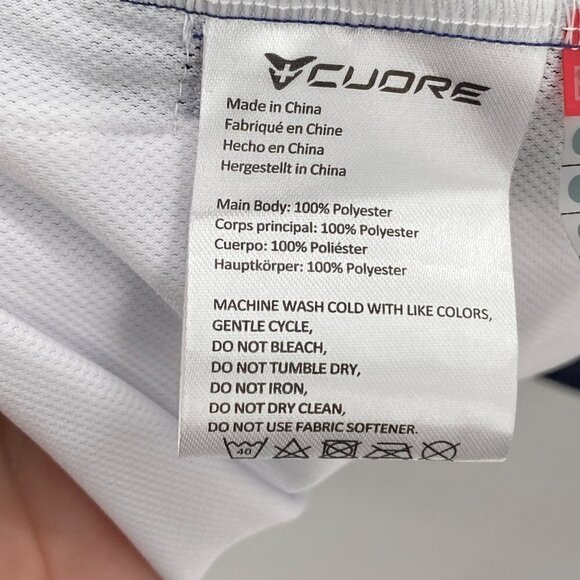 CUORE
Made in China
Fabriqué en Chine
Hecho en China
Hergestellt in China
Main Body: 100% Polyester
Corps principal: 100% Polyester
Cuerpo: 100% Poliéster
Hauptkörper: 100% Polyester
MACHINE WASH COLD WITH LIKE COLORS,
GENTLE CYCLE,
DO NOT BLEACH,
DO NOT TUMBLE DRY,
DO NOT IRON,
DO NOT DRY CLEAN,
DO NOT USE FABRIC SOFTENER.
40